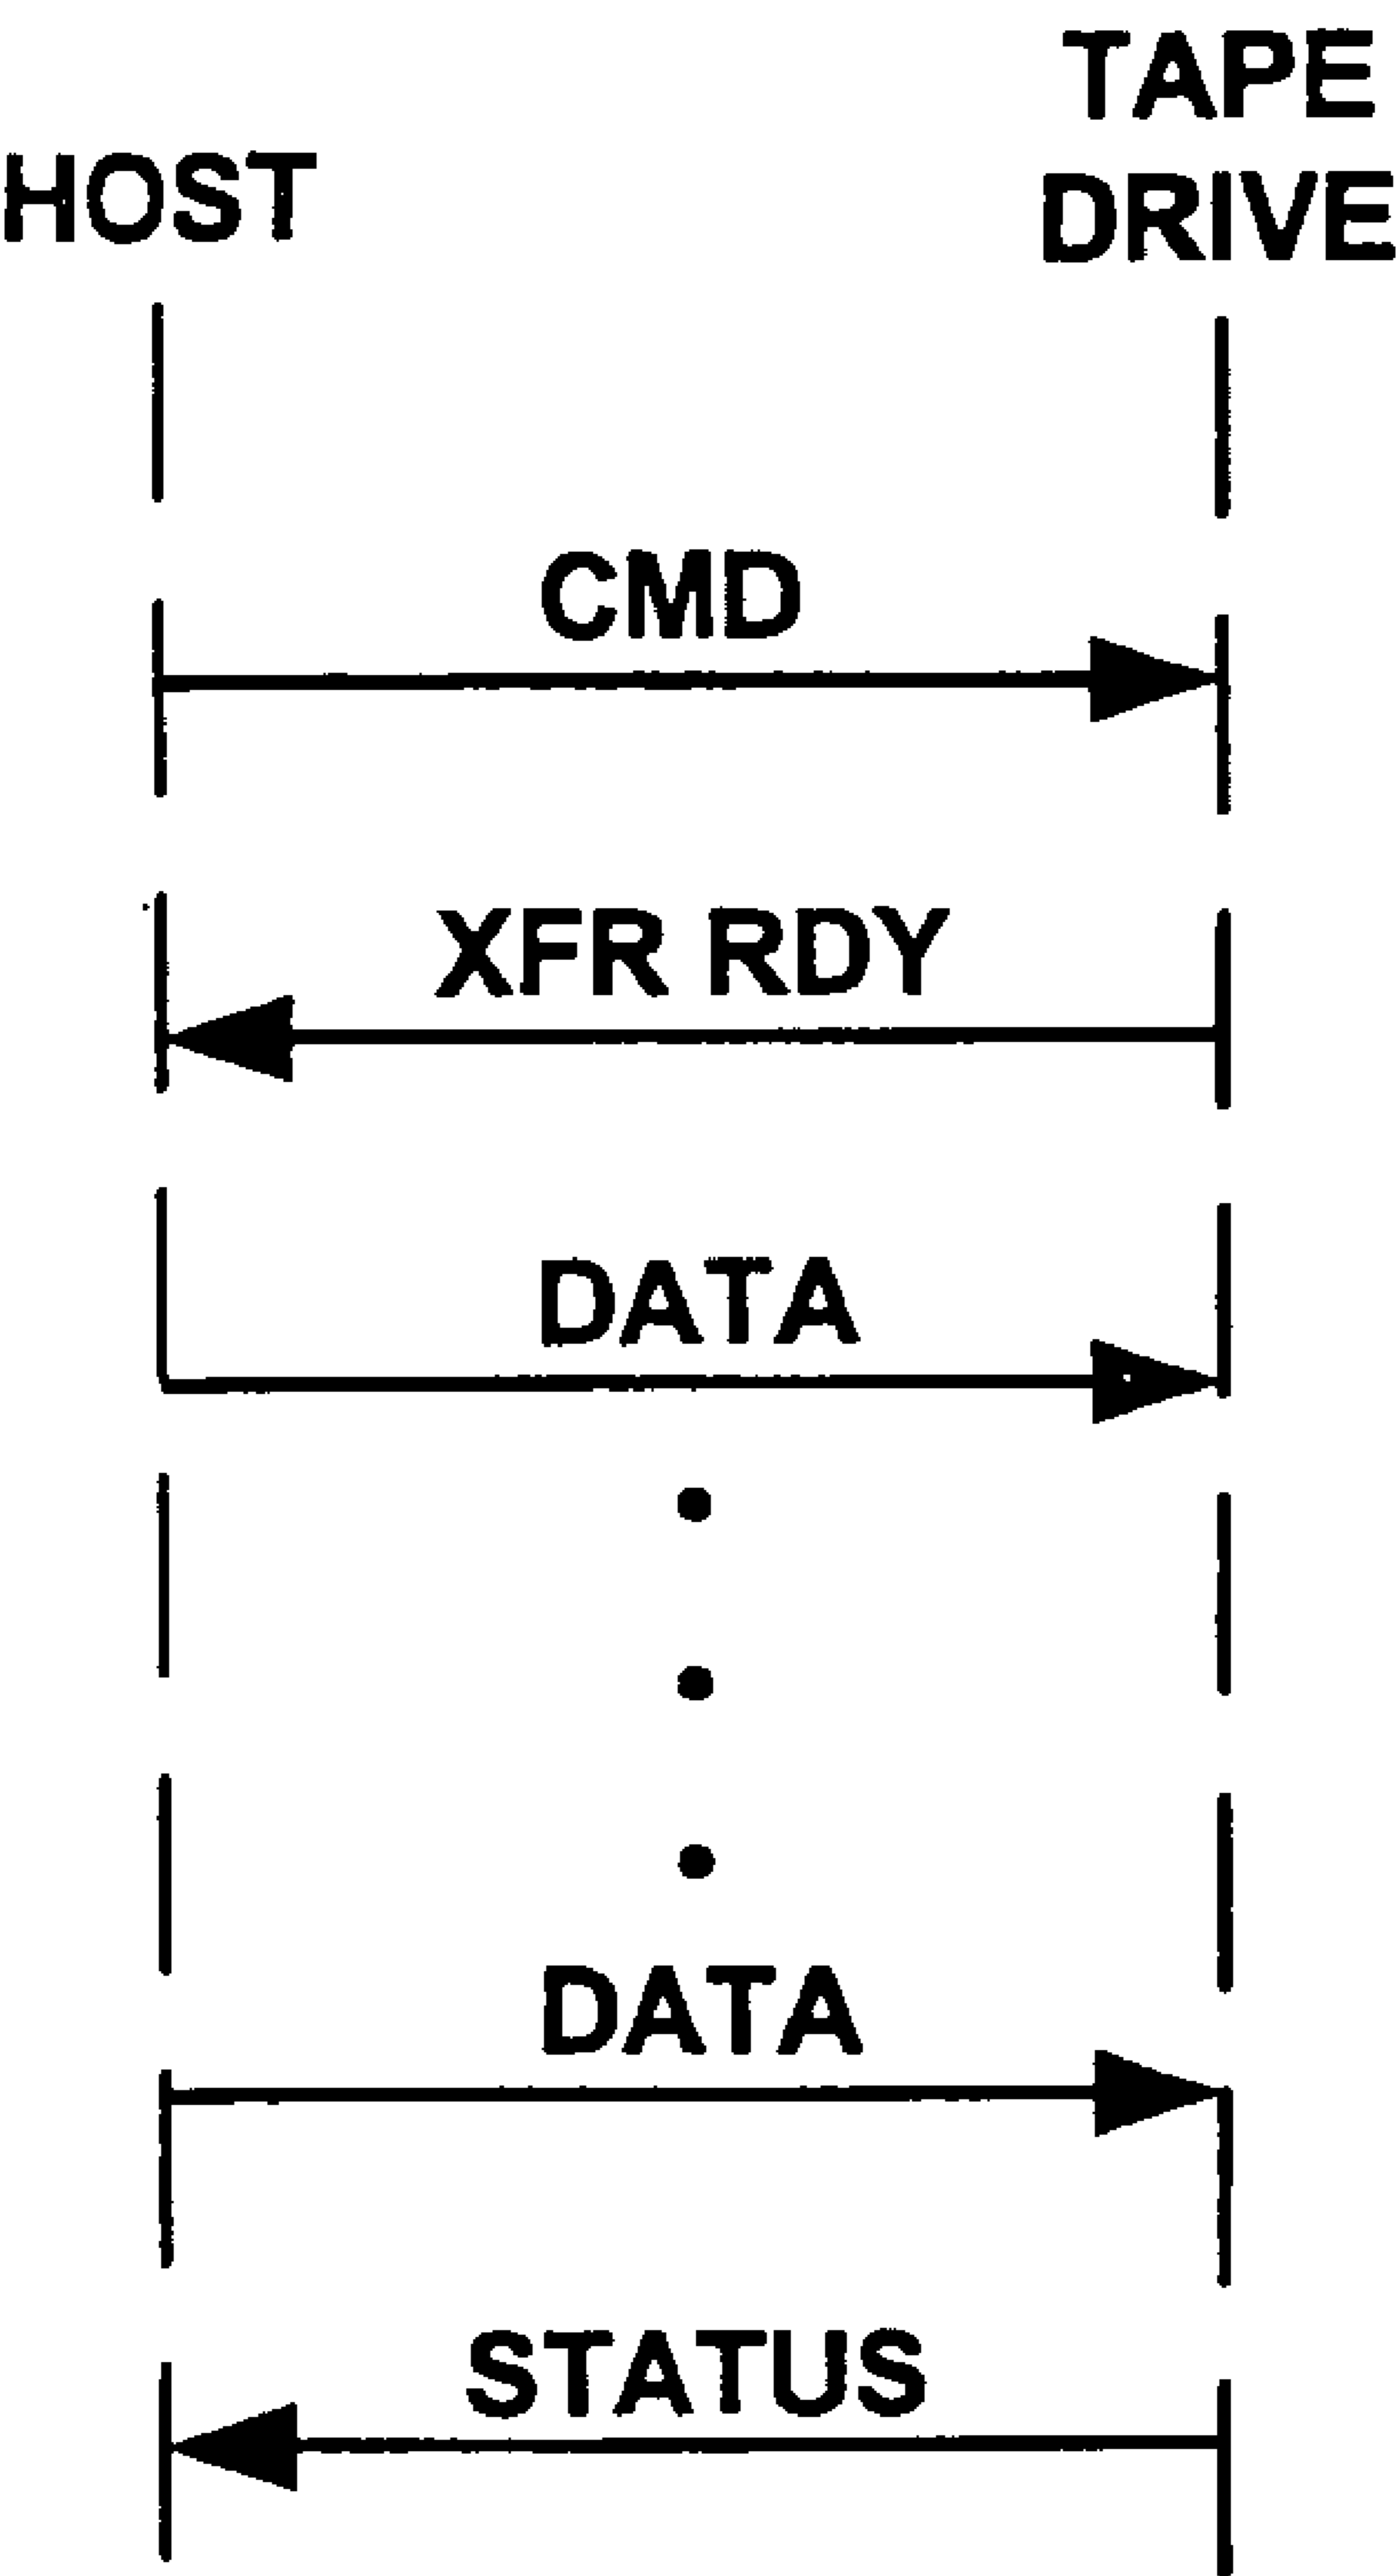 HOST
TAPE
DRIVE
CMD
XFR RDY
DATA
DATA
STATUS